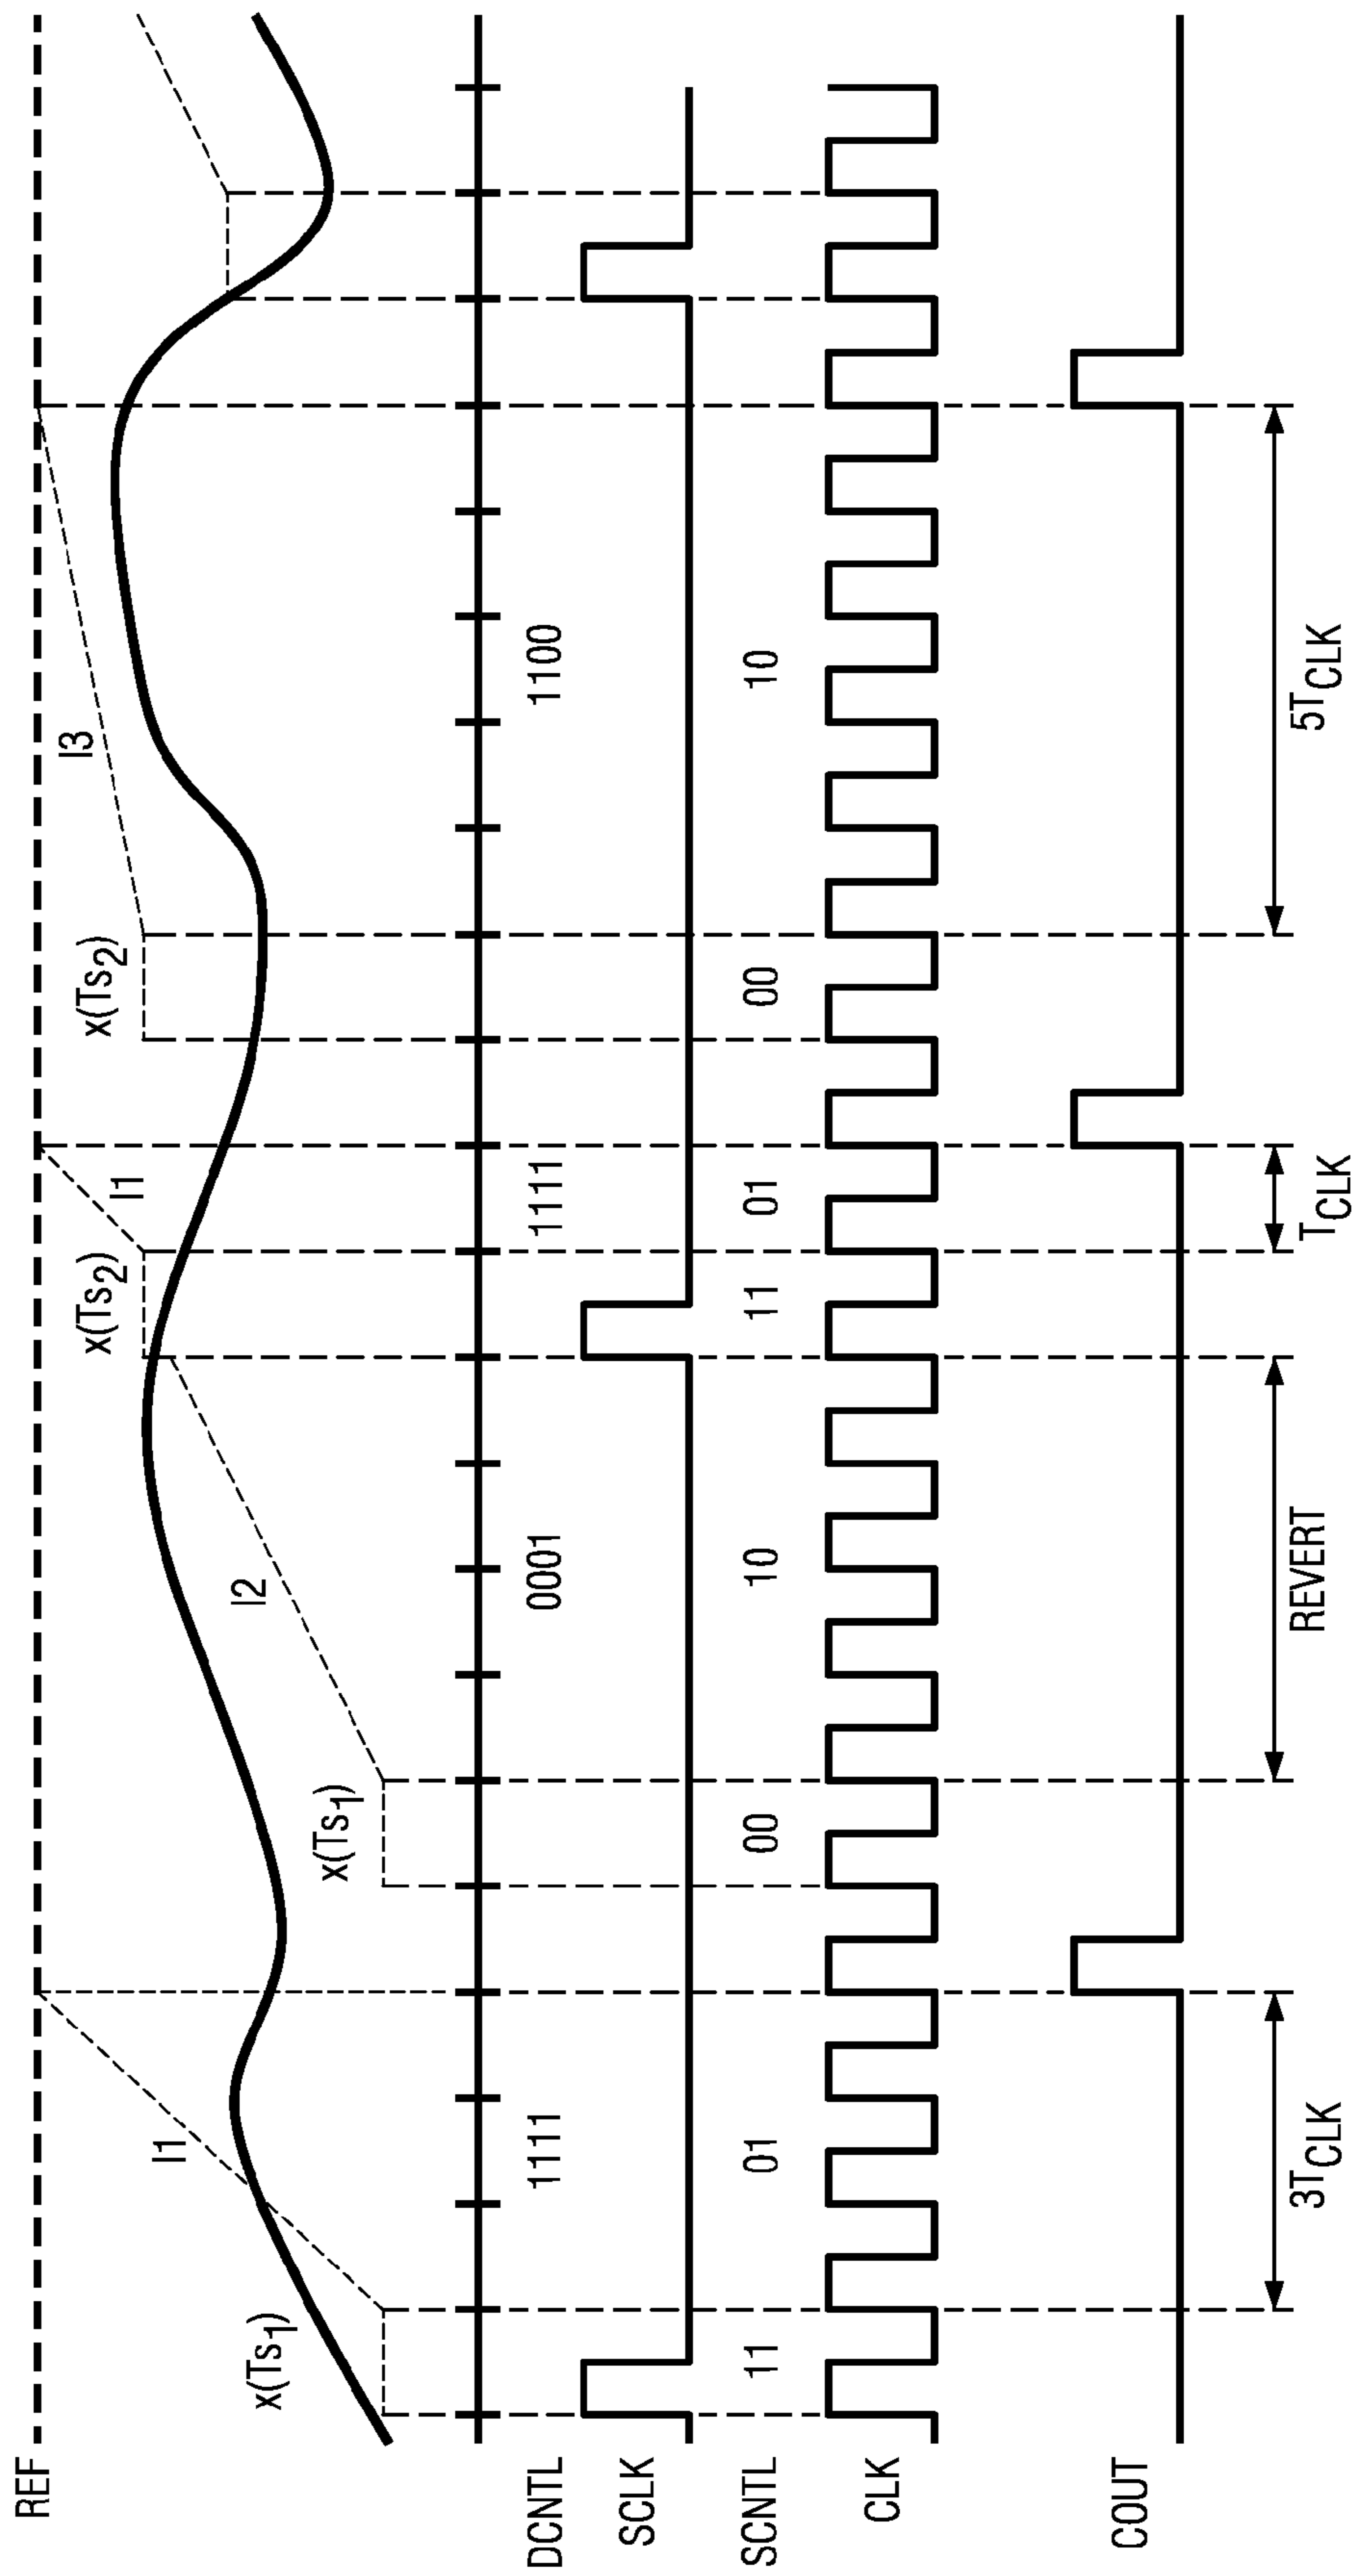 REF
x(Ts1)
I1
x(Ts1)
I2
x(Ts2)
I1
x(Ts2)
I3
DCNTL 1111 0001 1111 1100
SCLK
SCNTL 11 01 00 10 11 01 00 10
CLK
COUT
3TCLK REVERT TCLK 5TCLK